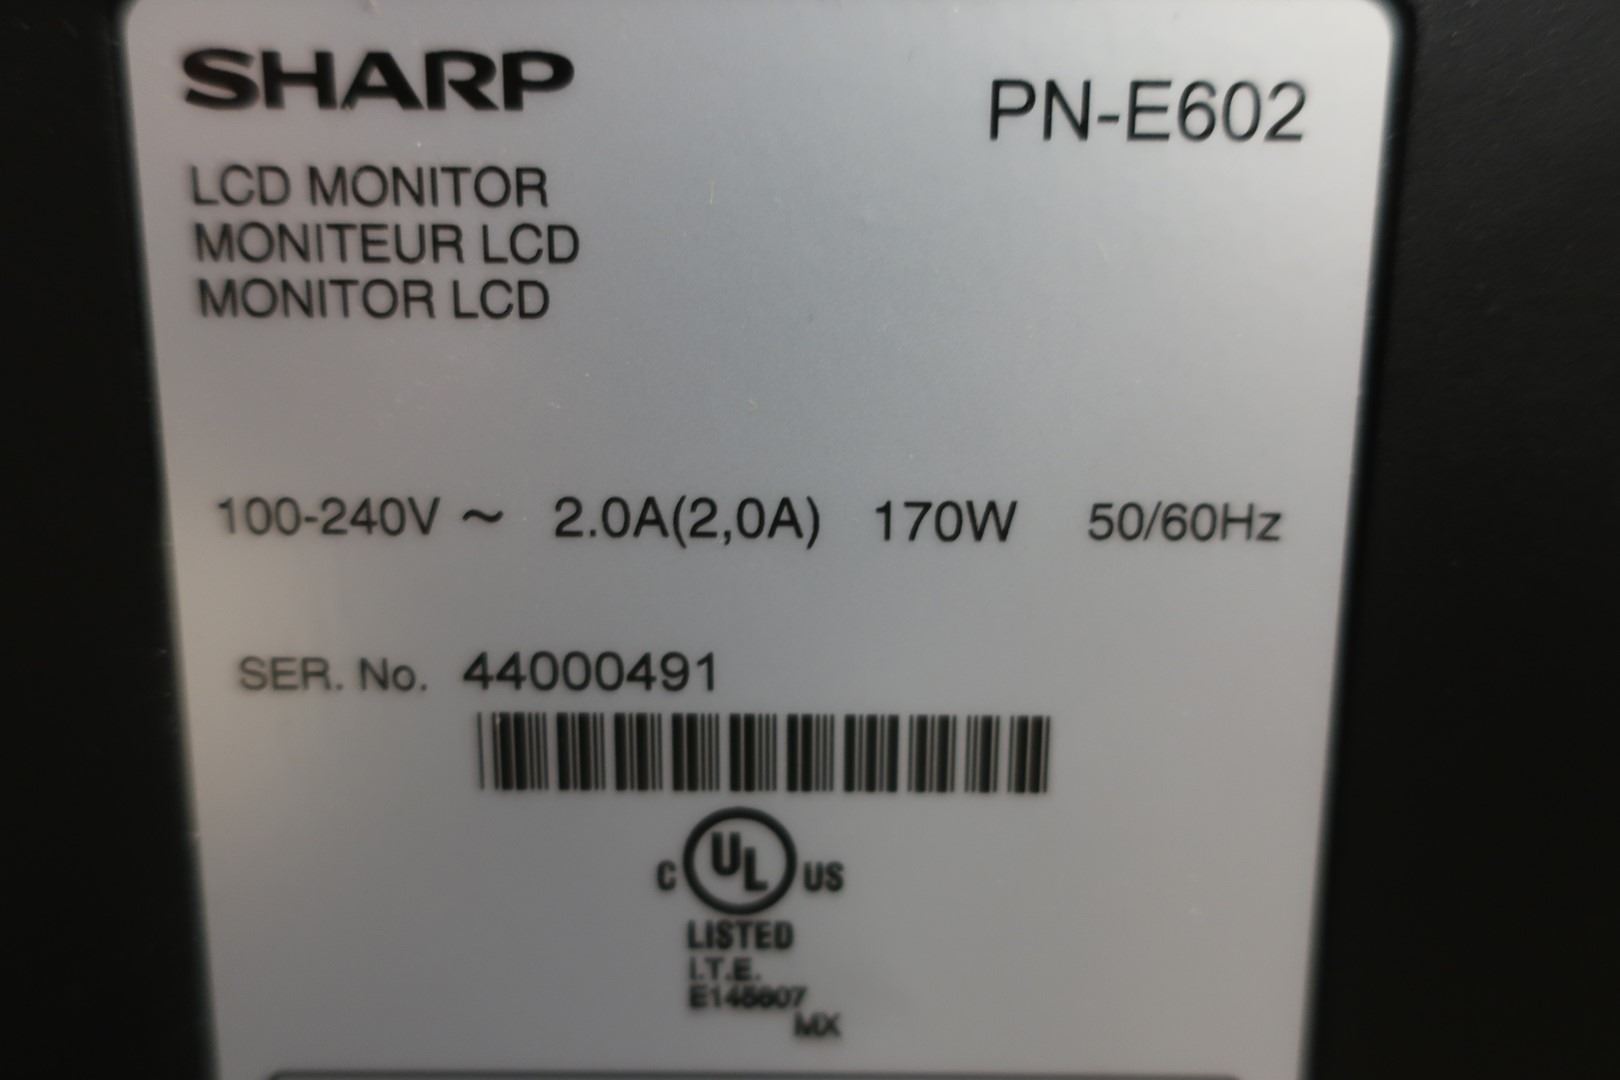 SHARP
PN-E602
LCD MONITOR
MONITEUR LCD
MONITOR LCD
100-240V ~ 2.0A(2,0A) 170W 50/60Hz
SER. No. 44000491
C UL US
LISTED
I.T.E.
MX